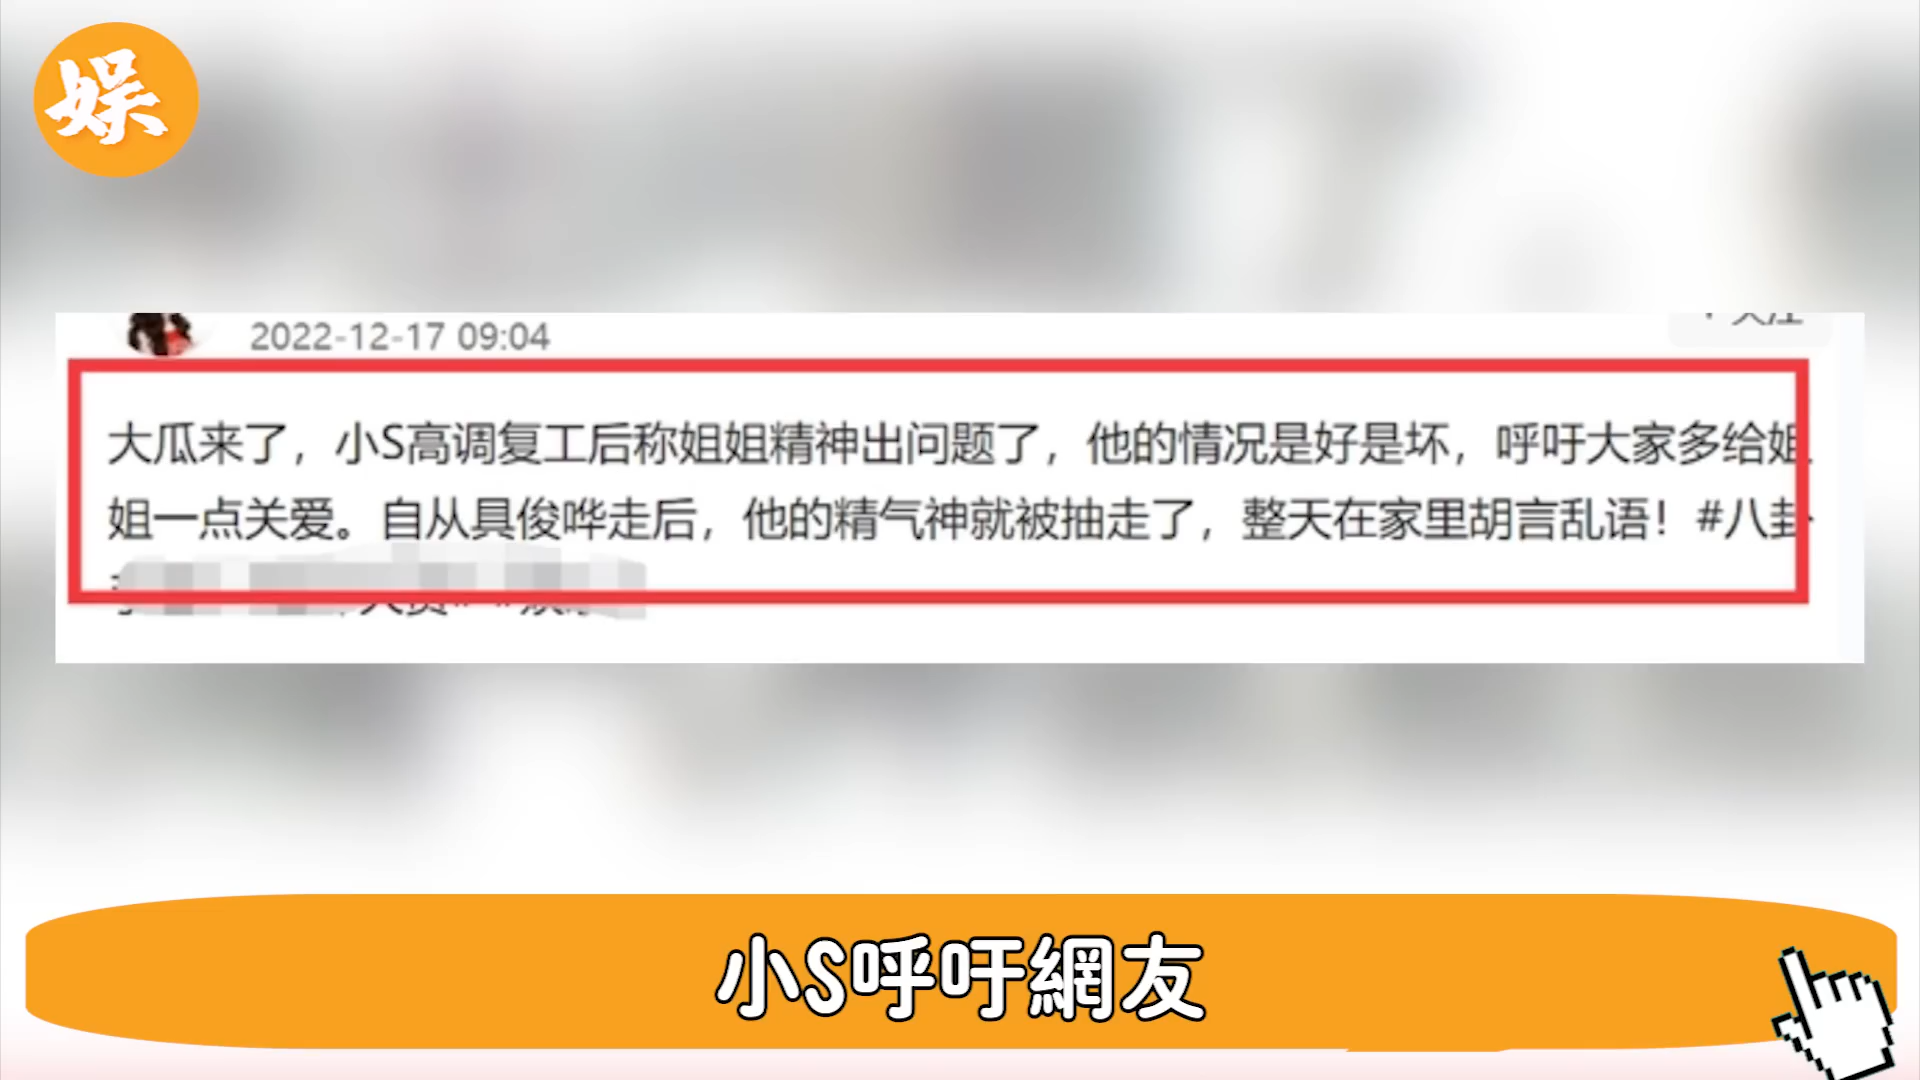 娱
2022-12-17 09:04
大瓜来了，小S高调复工后称姐姐精神出问题了，他的情况是好是坏，呼吁大家多给姐
姐一点关爱。自从具俊晔走后，他的精气神就被抽走了，整天在家里胡言乱语！#八卦
小S呼吁網友